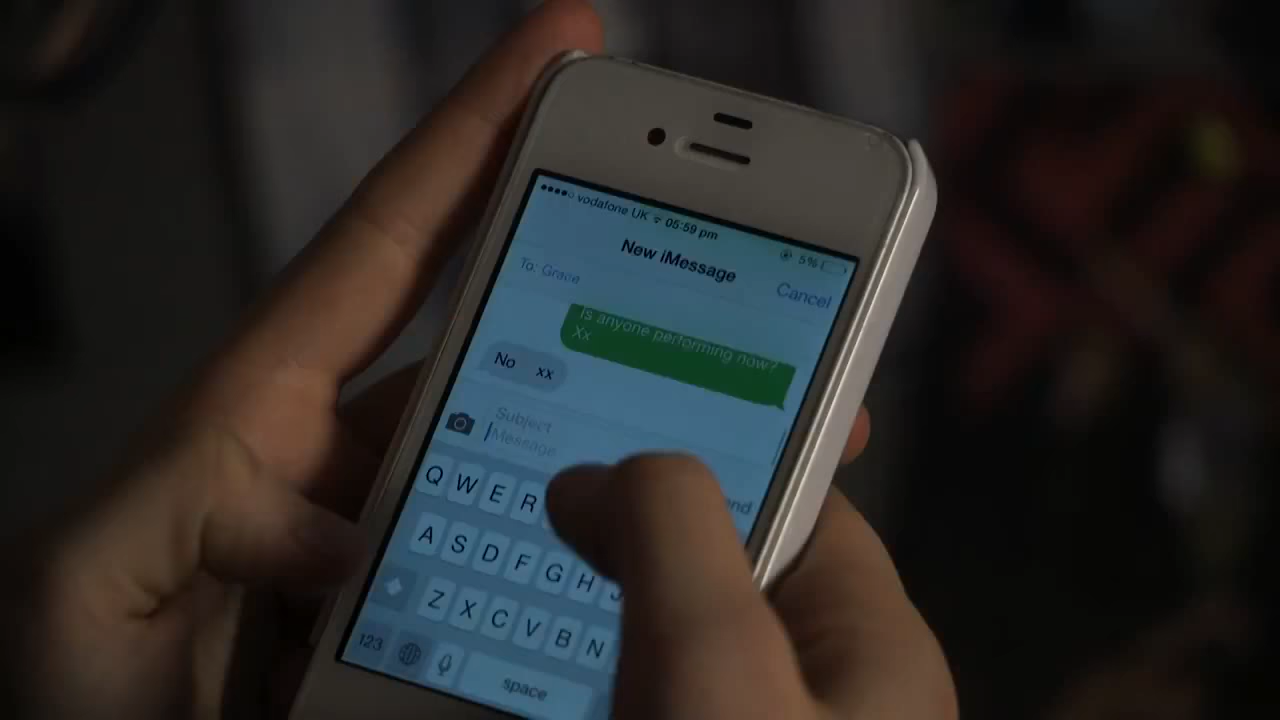 vodafone UK 05:59 pm 5%
New iMessage
To: Grace
Cancel
Is anyone performing now?
Xx
No xx
Subject
Message
Q W E R
A S D F G H J
Z X C V B N
123 space